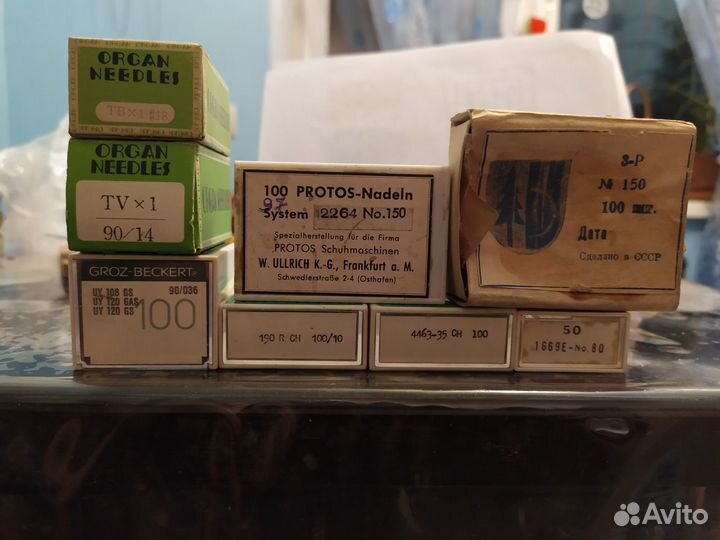 ORGAN
NEEDLES
TB×1 #18
ORGAN
NEEDLES
TV×1
90/14
GROZ-BECKERT
UY 108 GS 90/036
UY 120 GAS
UY 120 GS
100
100 PROTOS-Nadeln
97
System 2264 No. 150
Spezialherstellung für die Firma
PROTOS Schuhmaschinen
W. ULLRICH K.-G., Frankfurt a. M.
Schwedlerstraße 2-4 (Osthafen)
3-Р
№ 150
100 шт.
Дата
Сделано в СССР
190 R CH 100/10
4463-35 CH 100
50
1669E-No. 80
Avito